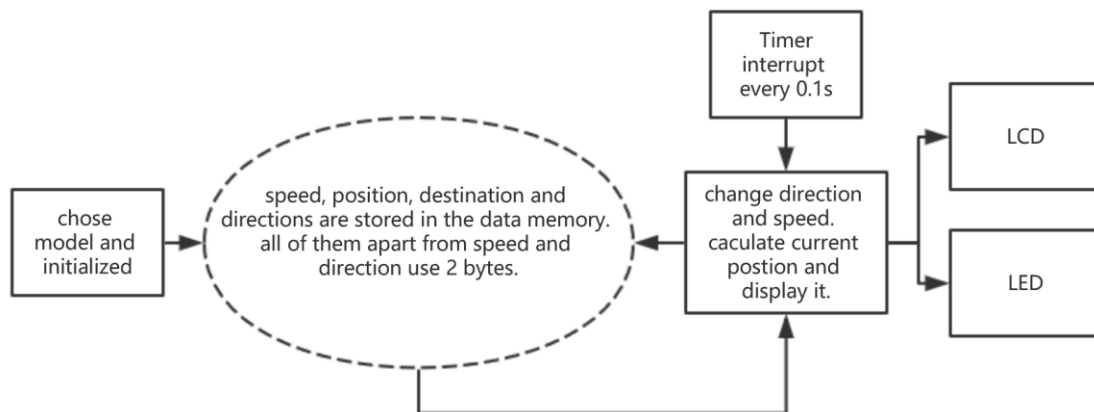 Timer
interrupt
every 0.1s
LCD
speed, position, destination and
directions are stored in the data memory.
all of them apart from speed and
direction use 2 bytes.
chose
model and
initialized
change direction
and speed.
caculate current
postion and
display it.
LED